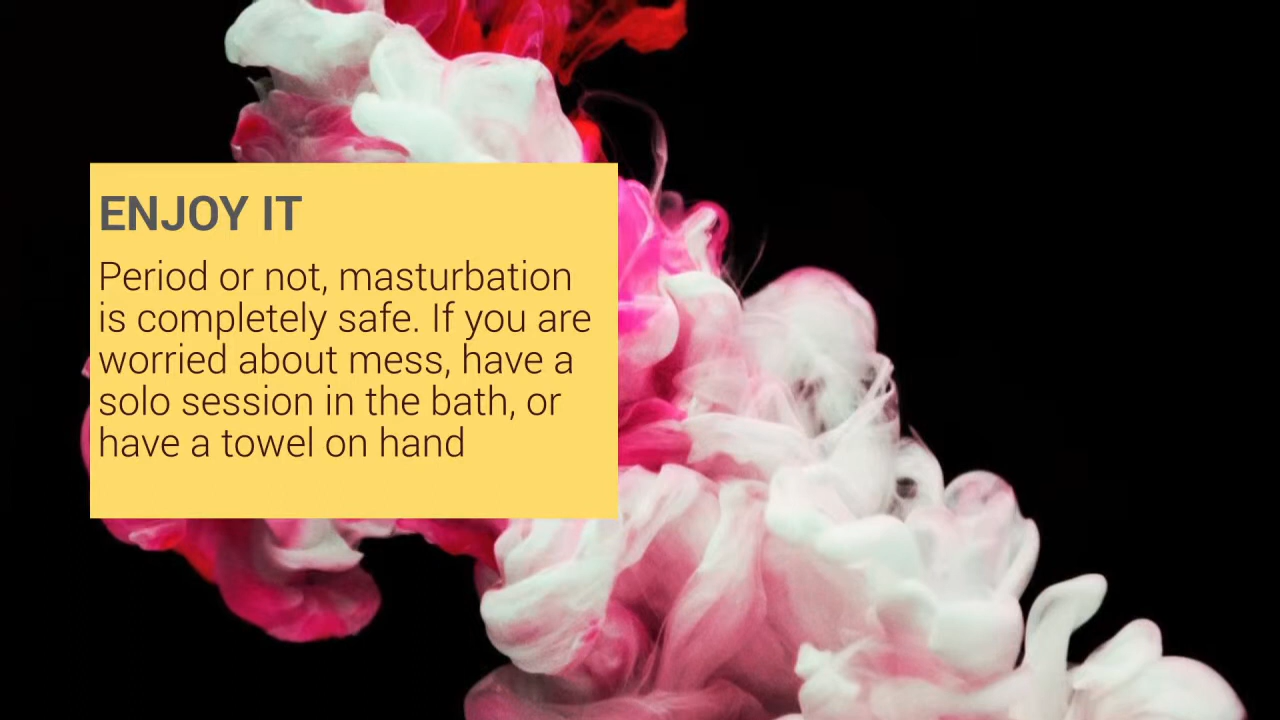 ENJOY IT
Period or not, masturbation
is completely safe. If you are
worried about mess, have a
solo session in the bath, or
have a towel on hand